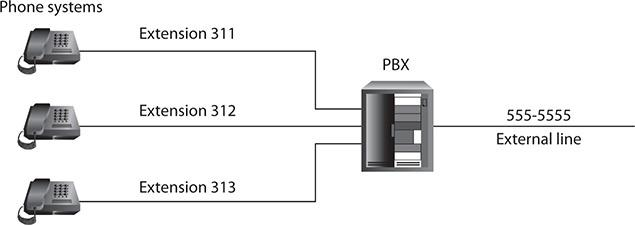 Phone systems
Extension 311
PBX
Extension 312
555-5555
External line
Extension 313